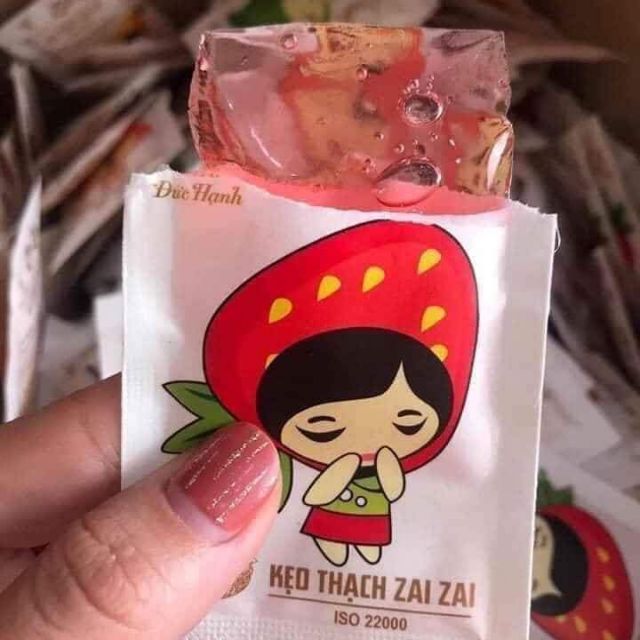 Đức Hạnh
KẸO THẠCH ZAI ZAI
ISO 22000